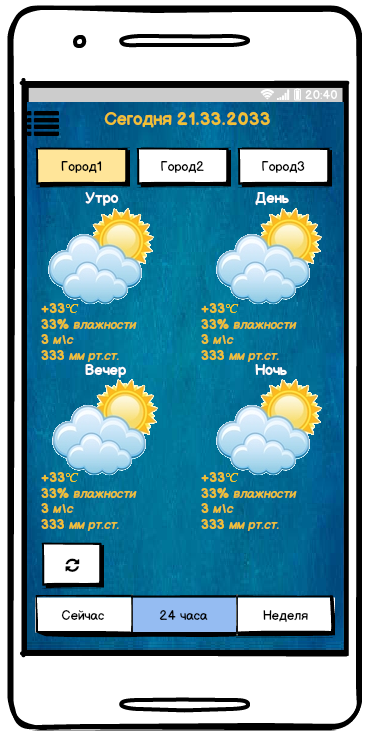 20:40
Сегодня 21.33.2033
Город1 Город2 Город3
Утро День
+33℃ +33℃
33% влажности 33% влажности
3 м\с 3 м\с
333 мм рт.ст. 333 мм рт.ст.
Вечер Ночь
+33℃ +33℃
33% влажности 33% влажности
3 м\с 3 м\с
333 мм рт.ст. 333 мм рт.ст.
Сейчас 24 часа Неделя